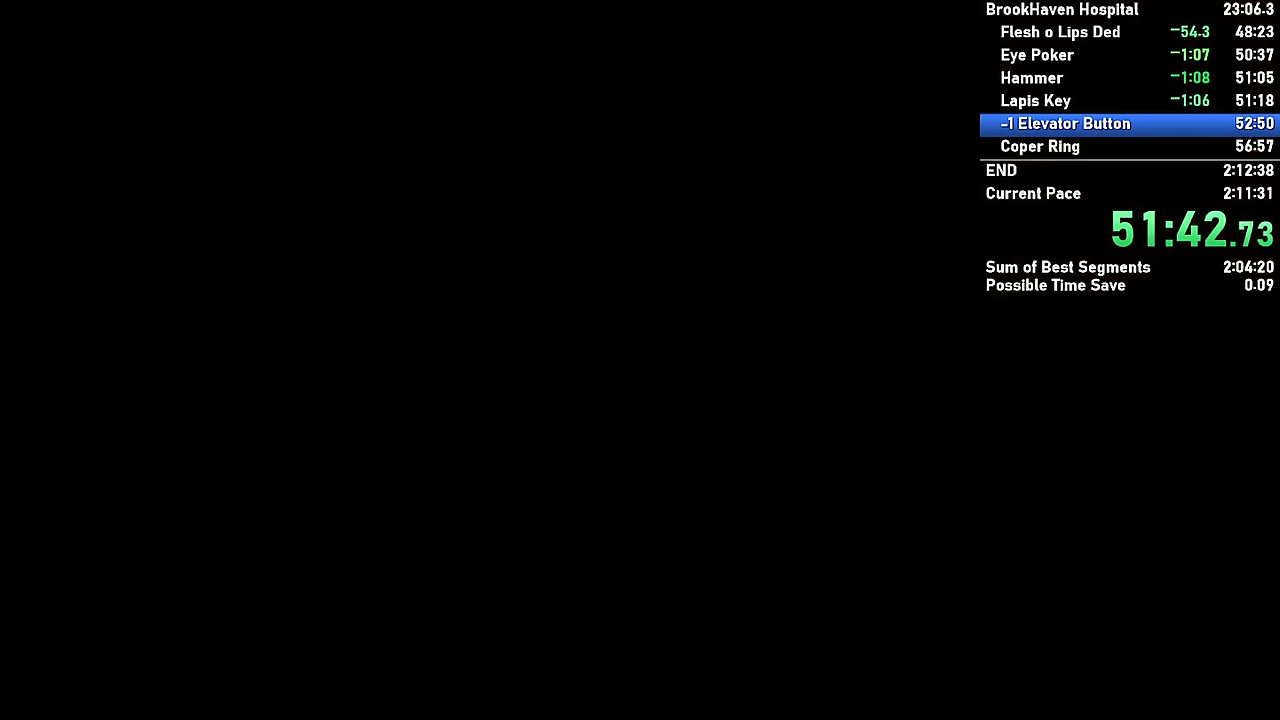 BrookHaven Hospital 23:06.3
Flesh o Lips Ded −54.3 48:23
Eye Poker −1:07 50:37
Hammer −1:08 51:05
Lapis Key −1:06 51:18
-1 Elevator Button 52:50
Coper Ring 56:57
END 2:12:38
Current Pace 2:11:31
51:42.73
Sum of Best Segments 2:04:20
Possible Time Save 0.09